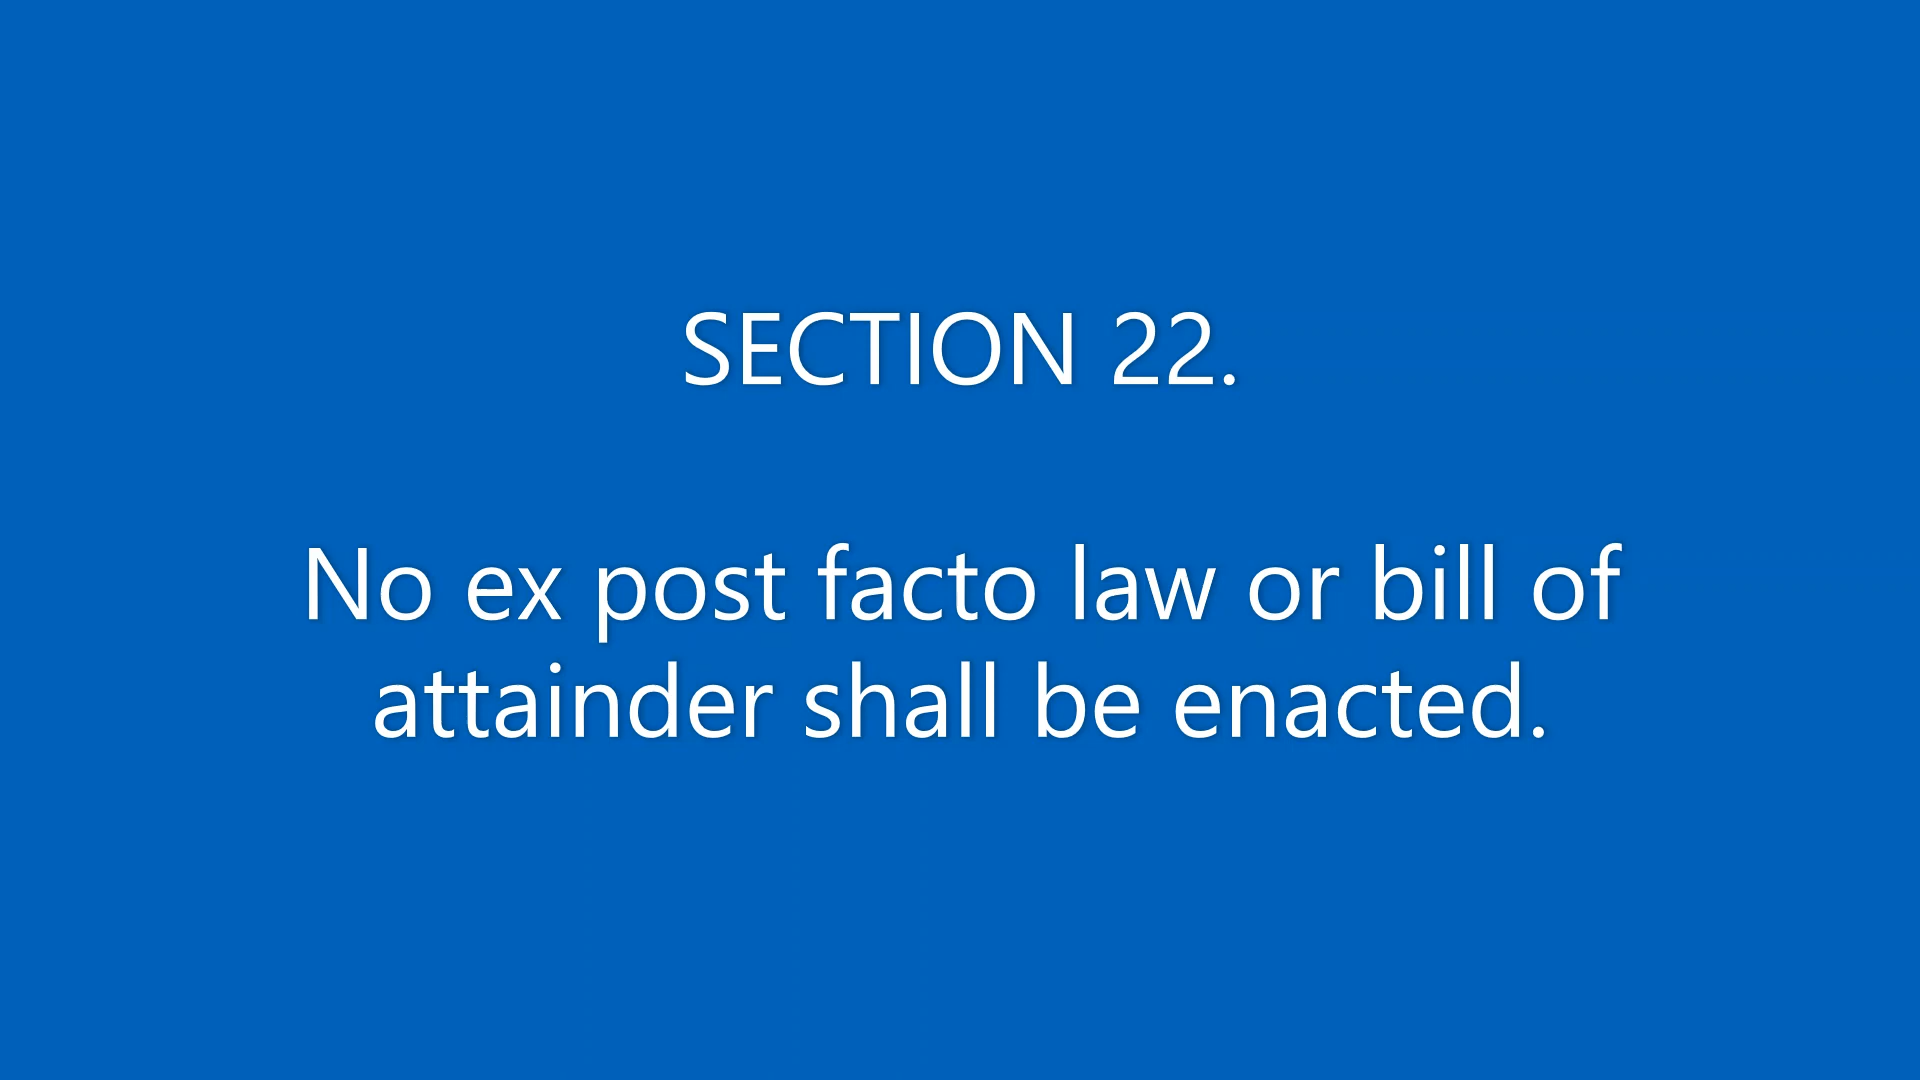 SECTION 22.
No ex post facto law or bill of
attainder shall be enacted.